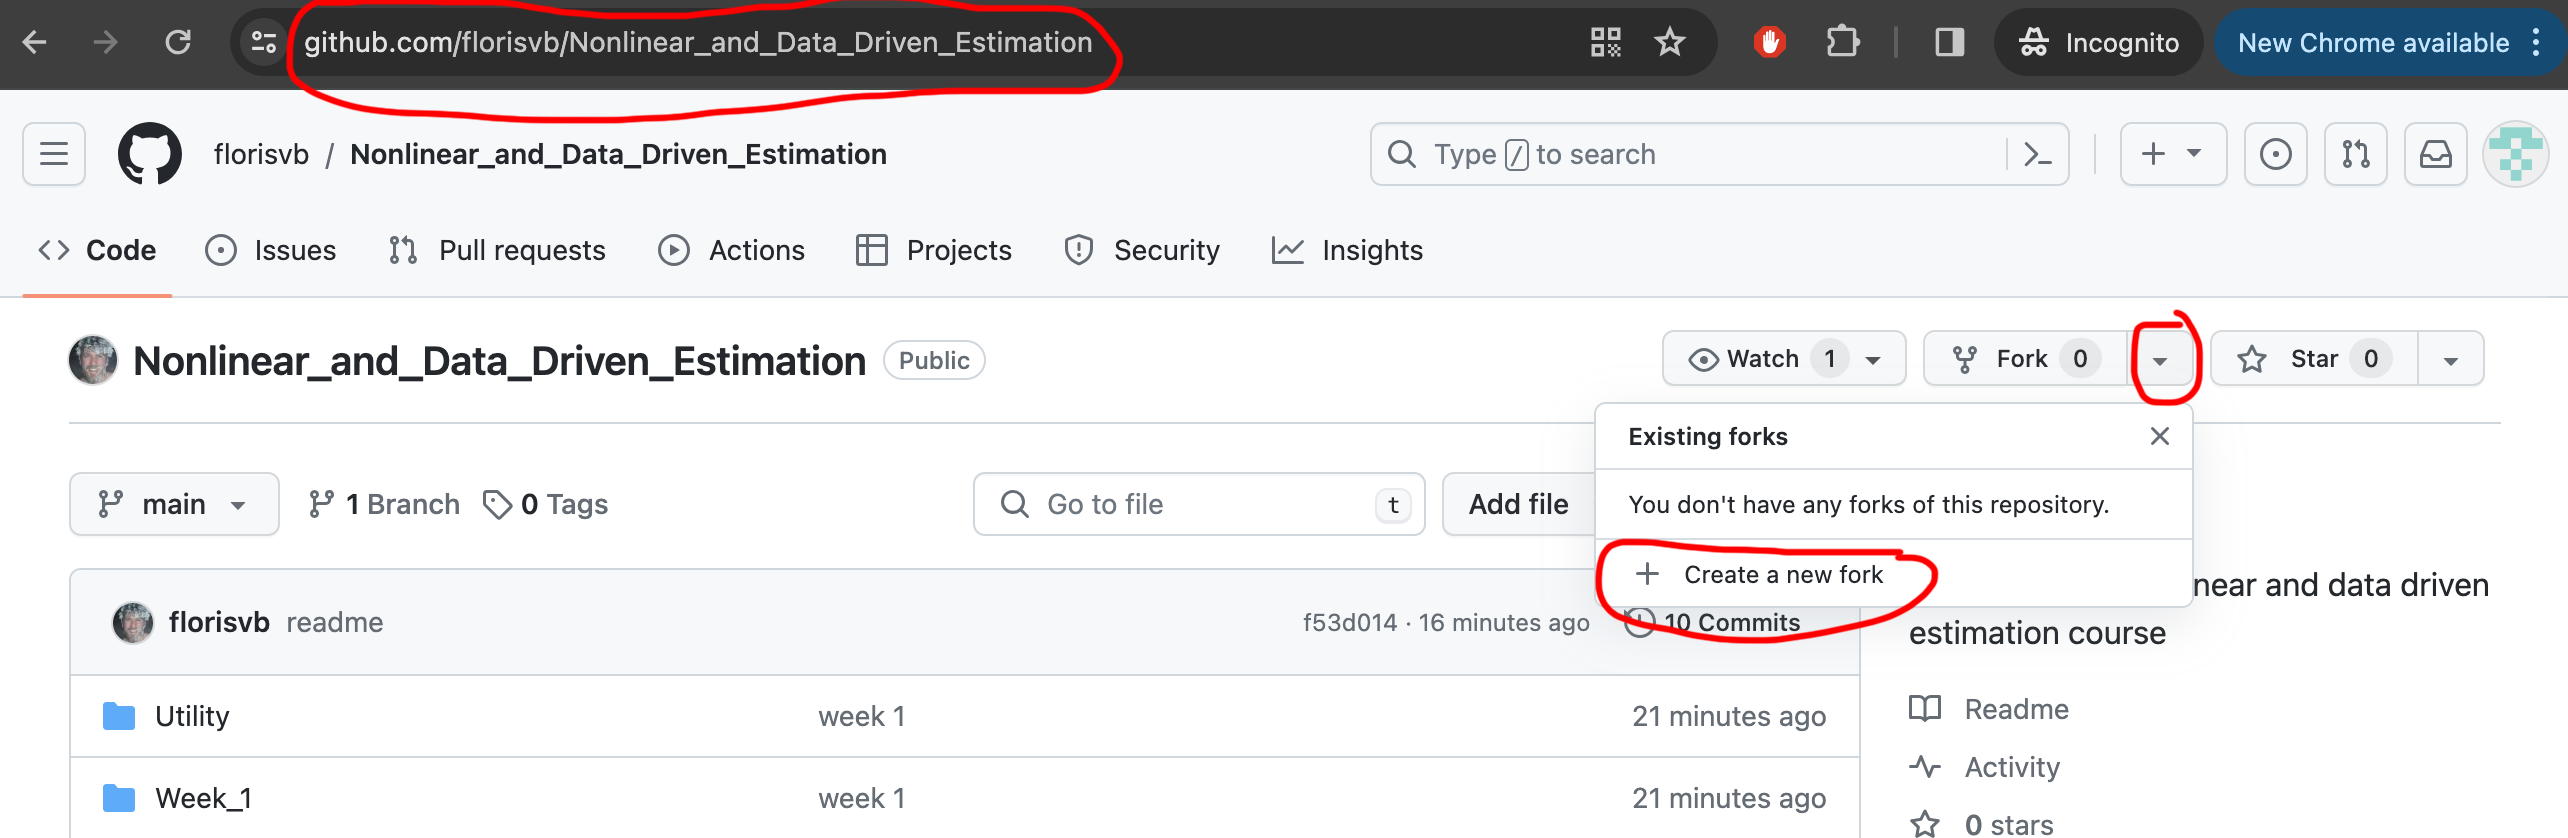 github.com/florisvb/Nonlinear_and_Data_Driven_Estimation
Incognito
New Chrome available
florisvb / Nonlinear_and_Data_Driven_Estimation
Type / to search
Code
Issues
Pull requests
Actions
Projects
Security
Insights
Nonlinear_and_Data_Driven_Estimation
Public
Watch 1
Fork 0
Star 0
Existing forks
You don't have any forks of this repository.
Create a new fork
main
1 Branch
0 Tags
Go to file
t
Add file
near and data driven
estimation course
florisvb readme
f53d014 · 16 minutes ago
10 Commits
Utility
week 1
21 minutes ago
Week_1
week 1
21 minutes ago
Readme
Activity
0 stars